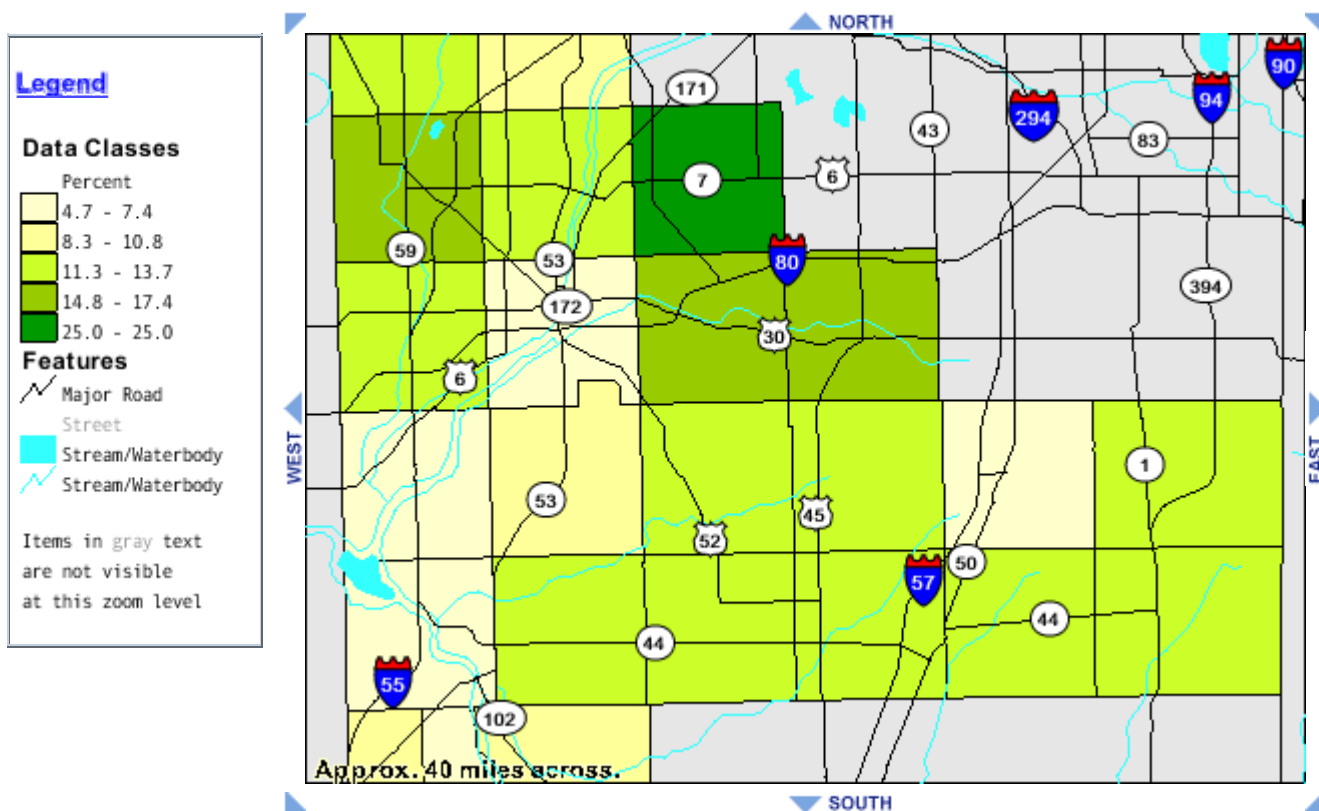 Legend
Data Classes
Percent
4.7 - 7.4
8.3 - 10.8
11.3 - 13.7
14.8 - 17.4
25.0 - 25.0
Features
Major Road
Street
Stream/Waterbody
Stream/Waterbody
Items in gray text
are not visible
at this zoom level
NORTH
90
171
94
294
43
83
7
6
59
53
80
394
172
30
6
WEST
EAST
1
53
45
52
50
57
44
44
55
102
Approx. 40 miles across.
SOUTH